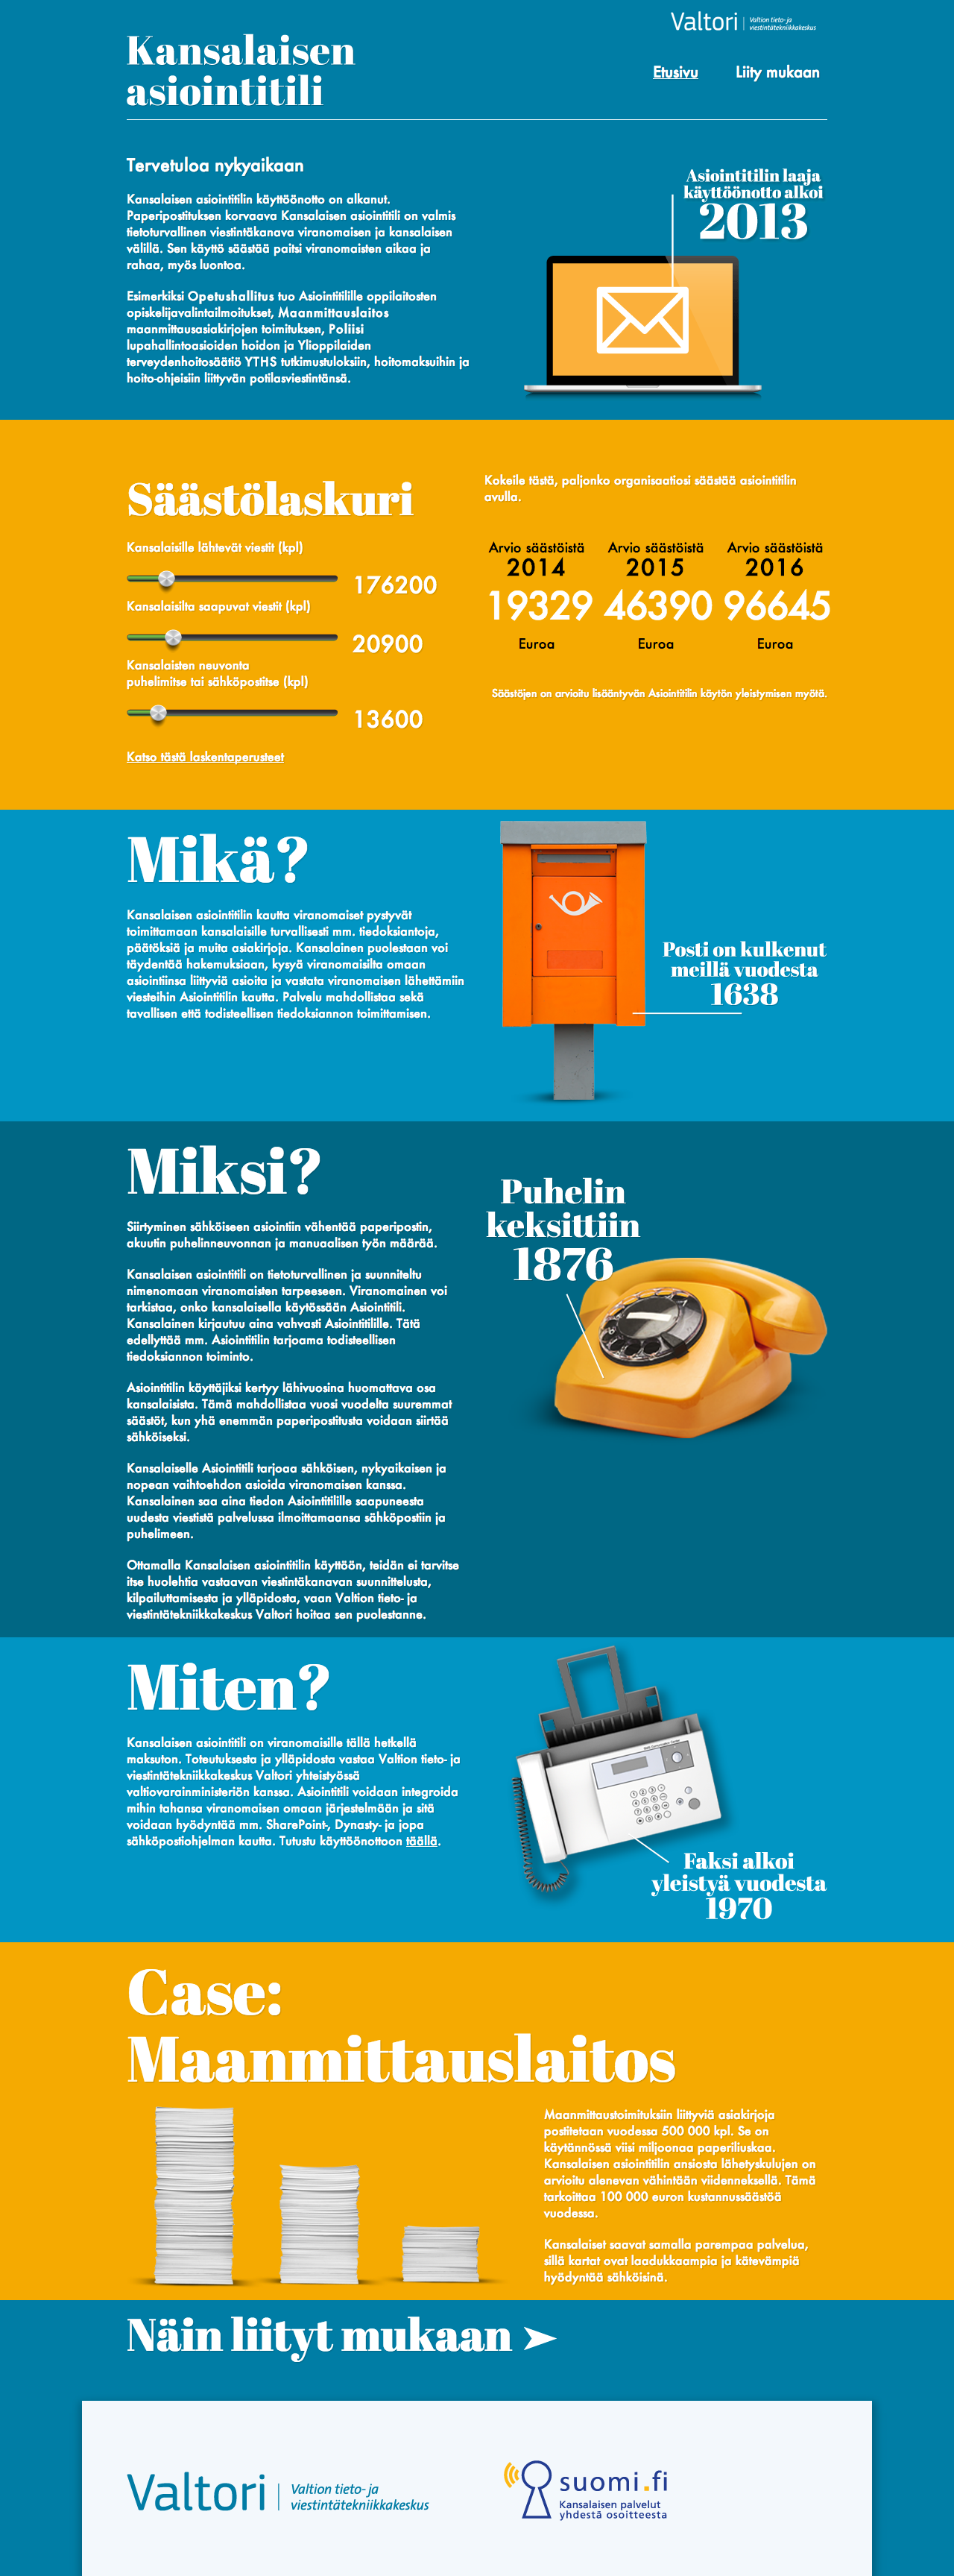 Valtori
Valtion tieto- ja
viestintätekniikkakeskus
Kansalaisen
asiointitili
Etusivu
Liity mukaan
Tervetuloa nykyaikaan
Kansalaisen asiointitilin käyttöönotto on alkanut.
Paperipostituksen korvaava Kansalaisen asiointitili on valmis
tietoturvallinen viestintäkanava viranomaisen ja kansalaisen
välillä. Sen käyttö säästää paitsi viranomaisten aikaa ja
rahaa, myös luontoa.
Esimerkiksi Opetushallitus tuo Asiointitilille oppilaitosten
opiskelijavalintailmoitukset, Maanmittauslaitos
maanmittausasiakirjojen toimituksen, Poliisi
lupahallintoasioiden hoidon ja Ylioppilaiden
terveydenhoitosäätiö YTHS tutkimustuloksiin, hoitomaksuihin ja
hoito-ohjeisiin liittyvän potilasviestintänsä.
Asiointitilin laaja
käyttöönotto alkoi
2013
Säästölaskuri
Kansalaisille lähtevät viestit (kpl)
176200
Kansalaisilta saapuvat viestit (kpl)
20900
Kansalaisten neuvonta
puhelimitse tai sähköpostitse (kpl)
13600
Katso tästä laskentaperusteet
Kokeile tästä, paljonko organisaatiosi säästää asiointitilin
avulla.
Arvio säästöistä Arvio säästöistä Arvio säästöistä
2014 2015 2016
19329 46390 96645
Euroa Euroa Euroa
Säästöjen on arvioitu lisääntyvän Asiointitilin käytön yleistymisen myötä.
Mikä?
Kansalaisen asiointitilin kautta viranomaiset pystyvät
toimittamaan kansalaisille turvallisesti mm. tiedoksiantoja,
päätöksiä ja muita asiakirjoja. Kansalainen puolestaan voi
täydentää hakemuksiaan, kysyä viranomaisilta omaan
asiointiinsa liittyviä asioita ja vastata viranomaisen lähettämiin
viesteihin Asiointitilin kautta. Palvelu mahdollistaa sekä
tavallisen että todisteellisen tiedoksiannon toimittamisen.
Posti on kulkenut
meillä vuodesta
1638
Miksi?
Siirtyminen sähköiseen asiointiin vähentää paperipostin,
akuutin puhelinneuvonnan ja manuaalisen työn määrää.
Kansalaisen asiointitili on tietoturvallinen ja suunniteltu
nimenomaan viranomaisten tarpeeseen. Viranomainen voi
tarkistaa, onko kansalaisella käytössään Asiointitili.
Kansalainen kirjautuu aina vahvasti Asiointitilille. Tätä
edellyttää mm. Asiointitilin tarjoama todisteellisen
tiedoksiannon toiminto.
Asiointitilin käyttäjiksi kertyy lähivuosina huomattava osa
kansalaisista. Tämä mahdollistaa vuosi vuodelta suuremmat
säästöt, kun yhä enemmän paperipostitusta voidaan siirtää
sähköiseksi.
Kansalaiselle Asiointitili tarjoaa sähköisen, nykyaikaisen ja
nopean vaihtoehdon asioida viranomaisen kanssa.
Kansalainen saa aina tiedon Asiointitilille saapuneesta
uudesta viestistä palvelussa ilmoittamaansa sähköpostiin ja
puhelimeen.
Ottamalla Kansalaisen asiointitilin käyttöön, teidän ei tarvitse
itse huolehtia vastaavan viestintäkanavan suunnittelusta,
kilpailuttamisesta ja ylläpidosta, vaan Valtion tieto- ja
viestintätekniikkakeskus Valtori hoitaa sen puolestanne.
Puhelin
keksittiin
1876
Miten?
Kansalaisen asiointitili on viranomaisille tällä hetkellä
maksuton. Toteutuksesta ja ylläpidosta vastaa Valtion tieto- ja
viestintätekniikkakeskus Valtori yhteistyössä
valtiovarainministeriön kanssa. Asiointitili voidaan integroida
mihin tahansa viranomaisen omaan järjestelmään ja sitä
voidaan hyödyntää mm. SharePoint-, Dynasty- ja jopa
sähköpostiohjelman kautta. Tutustu käyttöönottoon täällä.
Faksi alkoi
yleistyä vuodesta
1970
Case:
Maanmittauslaitos
Maanmittaustoimituksiin liittyviä asiakirjoja
postitetaan vuodessa 500 000 kpl. Se on
käytännössä viisi miljoonaa paperiliuskaa.
Kansalaisen asiointitilin ansiosta lähetyskulujen on
arvioitu alenevan vähintään viidenneksellä. Tämä
tarkoittaa 100 000 euron kustannussäästöä
vuodessa.
Kansalaiset saavat samalla parempaa palvelua,
sillä kartat ovat laadukkaampia ja kätevämpiä
hyödyntää sähköisinä.
Näin liityt mukaan
Valtori
Valtion tieto- ja
viestintätekniikkakeskus
suomi.fi
Kansalaisen palvelut
yhdestä osoitteesta